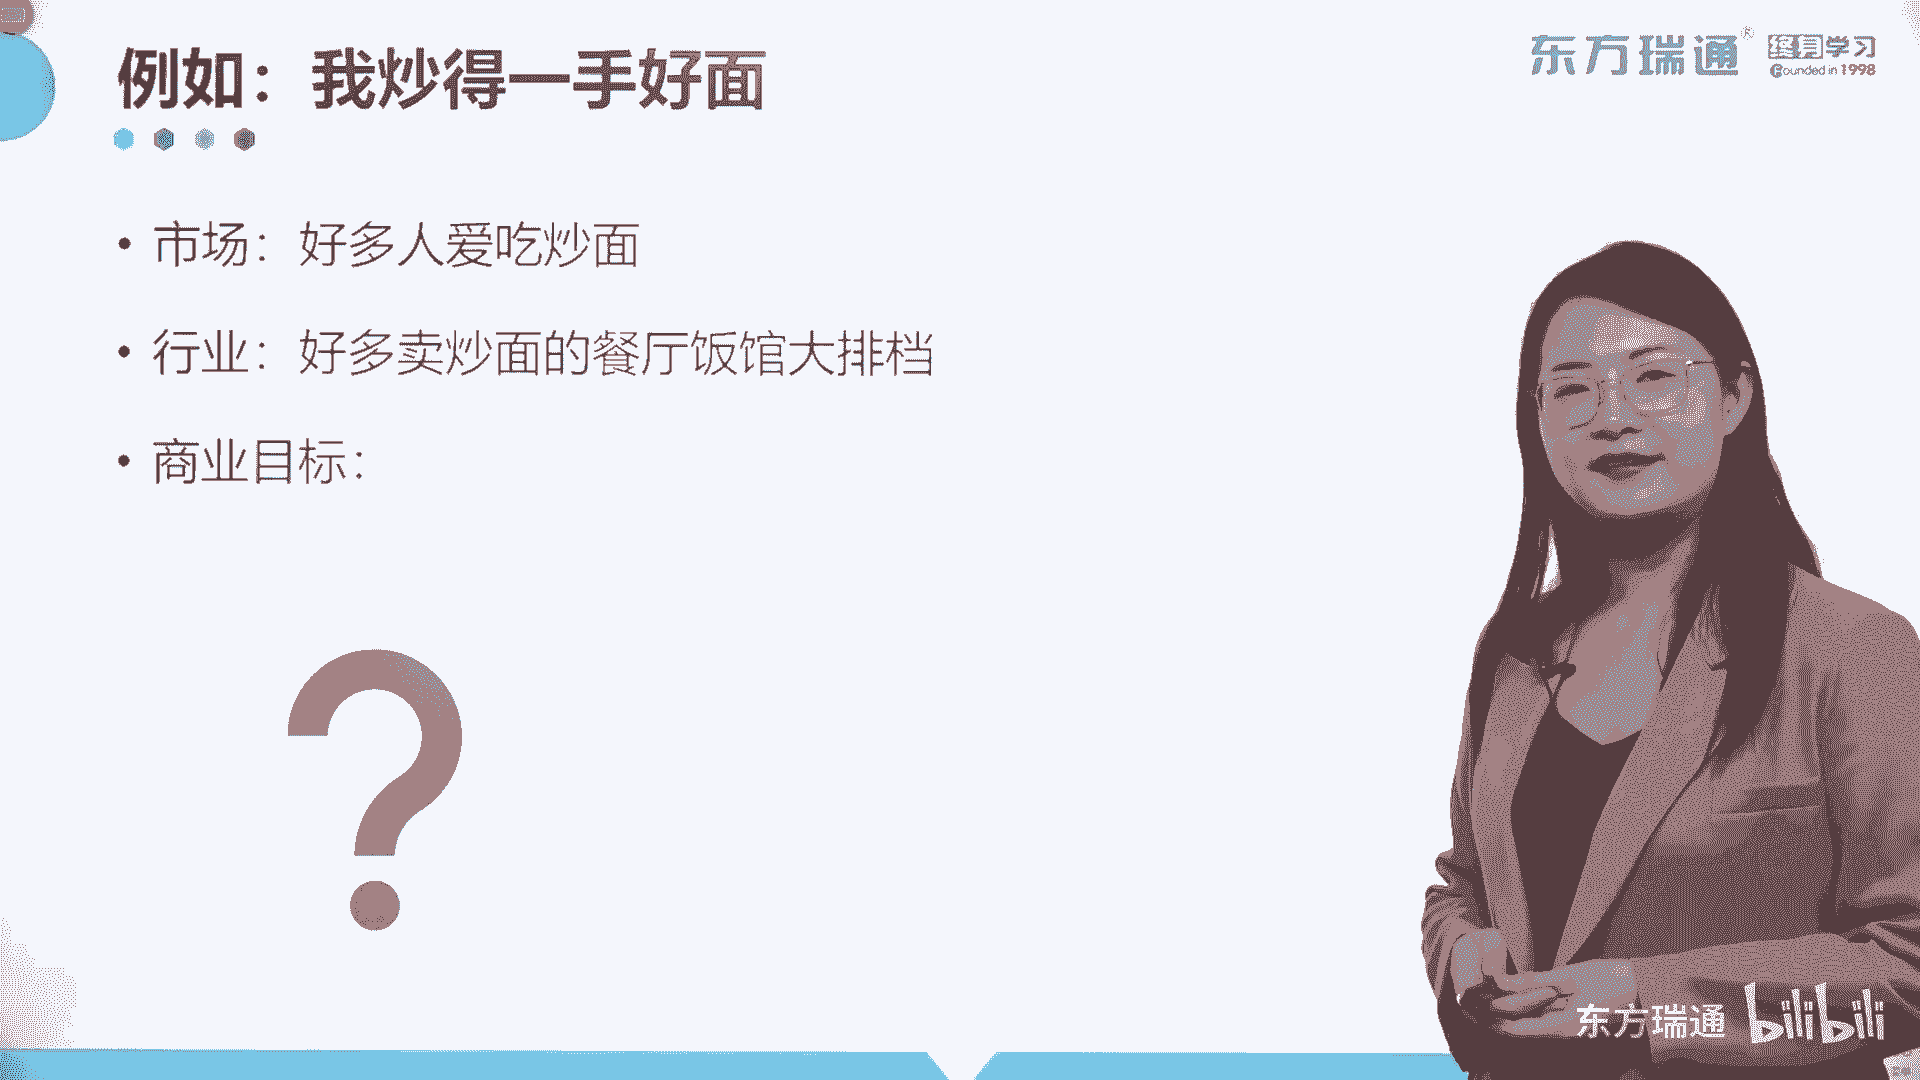 例如：我炒得一手好面
东方瑞通®
终身学习
Founded in 1998
• 市场：好多人爱吃炒面
• 行业：好多卖炒面的餐厅饭馆大排档
• 商业目标：
?
东方瑞通 bilibili